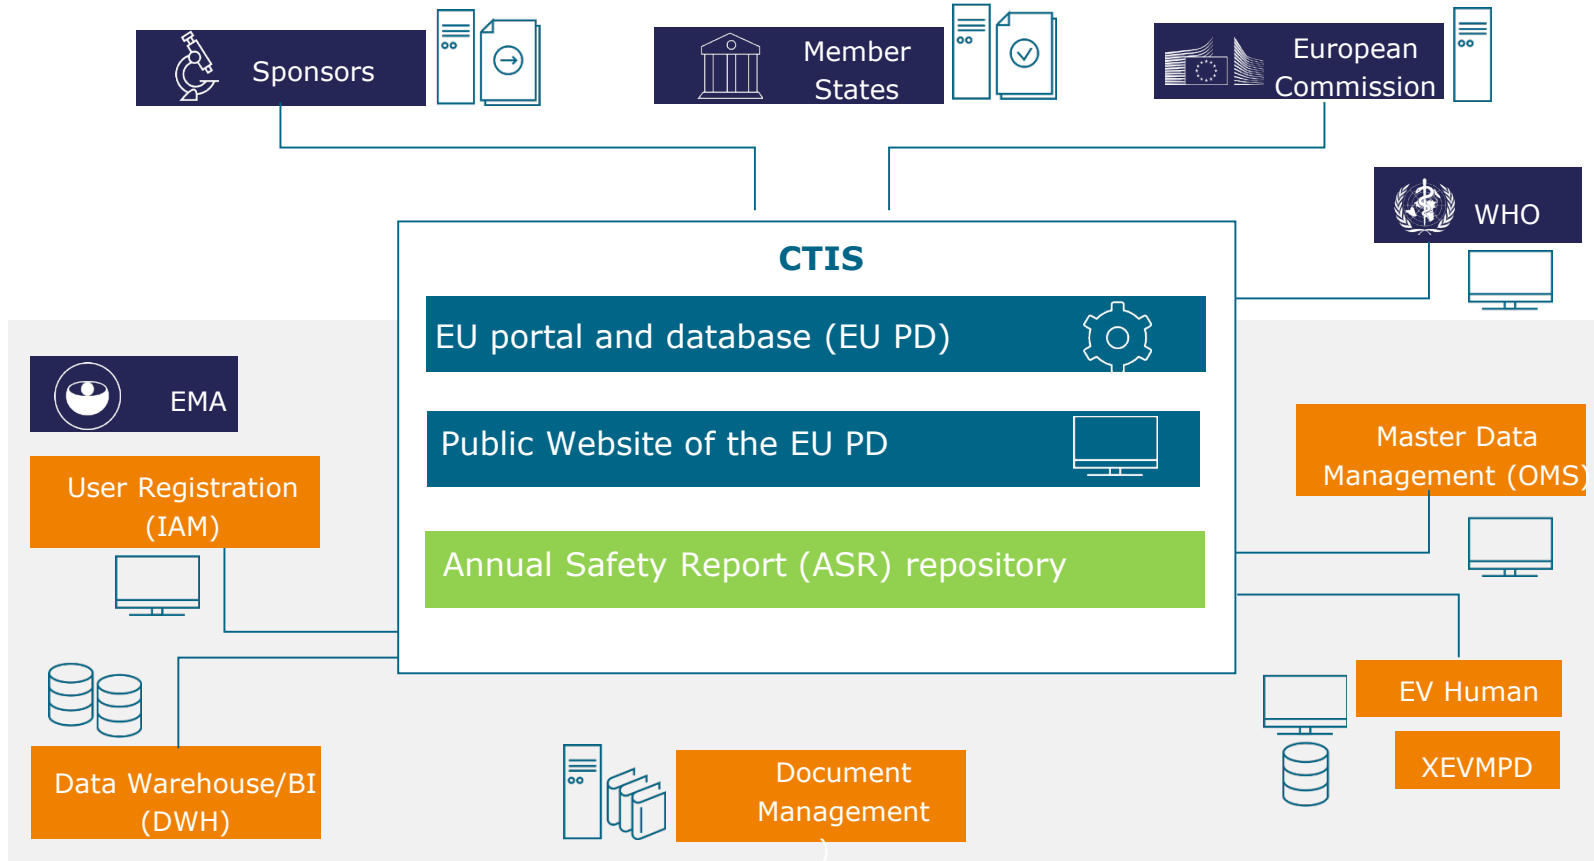 Sponsors
Member
States
European
Commission
WHO
CTIS
EU portal and database (EU PD)
EMA
Public Website of the EU PD
Master Data
Management (OMS)
User Registration
(IAM)
Annual Safety Report (ASR) repository
EV Human
XEVMPD
Data Warehouse/BI
(DWH)
Document
Management
)